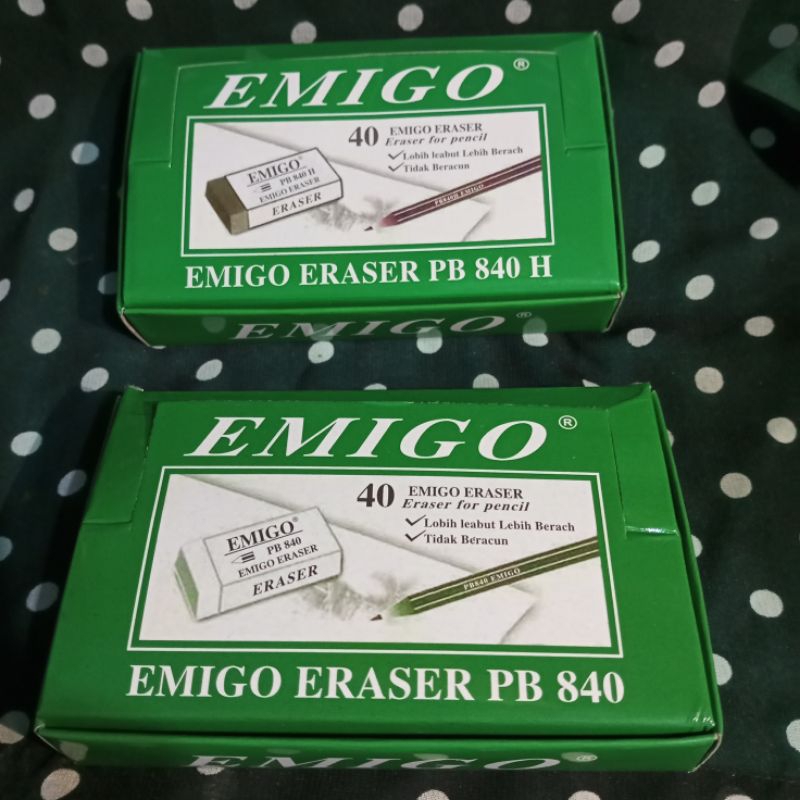 EMIGO®
40 EMIGO ERASER
Eraser for pencil
✓Lobih leabut Lebih Berach
✓Tidak Beracun
EMIGO®
PB 840 H
EMIGO ERASER
ERASER
PB840H EMIGO
EMIGO ERASER PB 840 H
EMIGO®
EMIGO®
40 EMIGO ERASER
Eraser for pencil
✓Lobih leabut Lebih Berach
✓Tidak Beracun
EMIGO®
PB 840
EMIGO ERASER
ERASER
PB840 EMIGO
EMIGO ERASER PB 840
EMIGO®